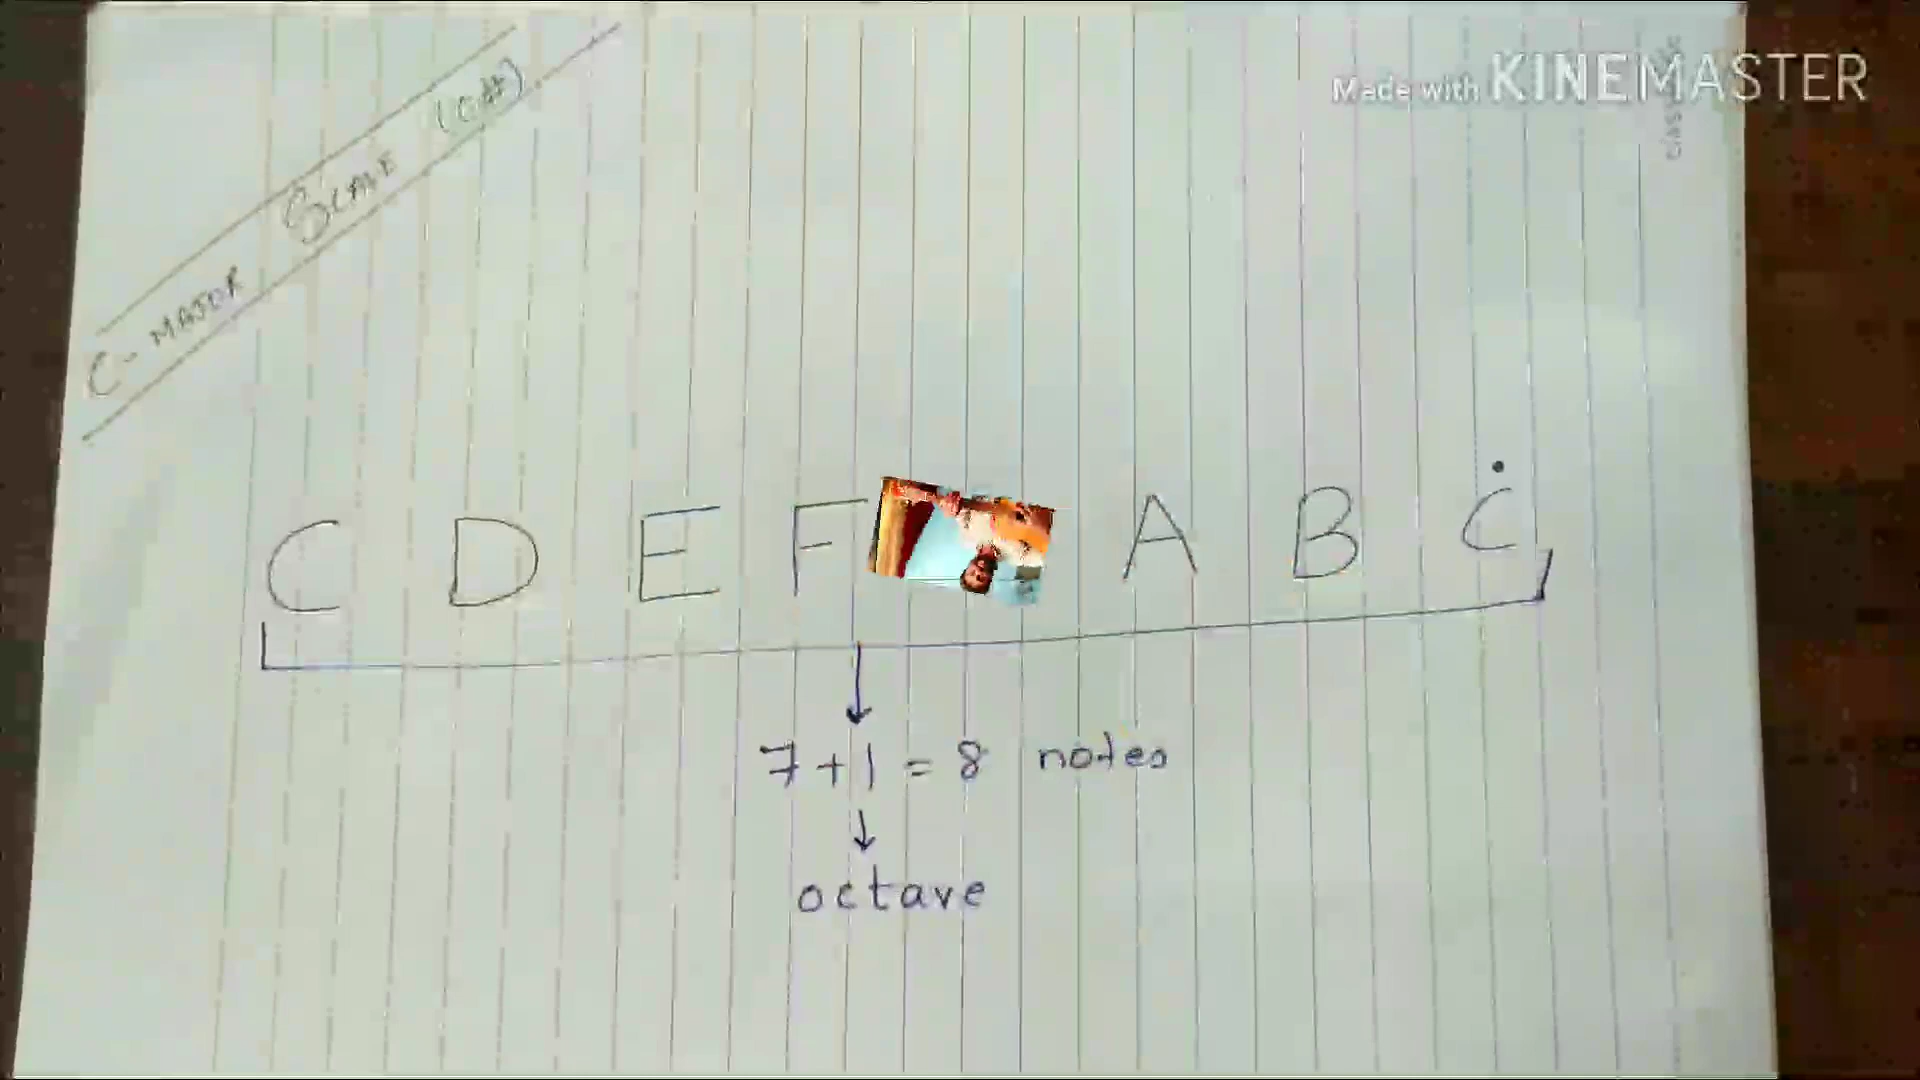 Made with KINEMASTER
C- MAJOR SCALE
C D E F A B Ċ
7+1 = 8 notes
octave